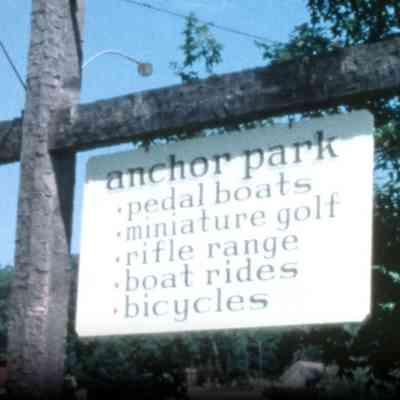 anchor park
· pedal boats
· miniature golf
· rifle range
· boat rides
· bicycles